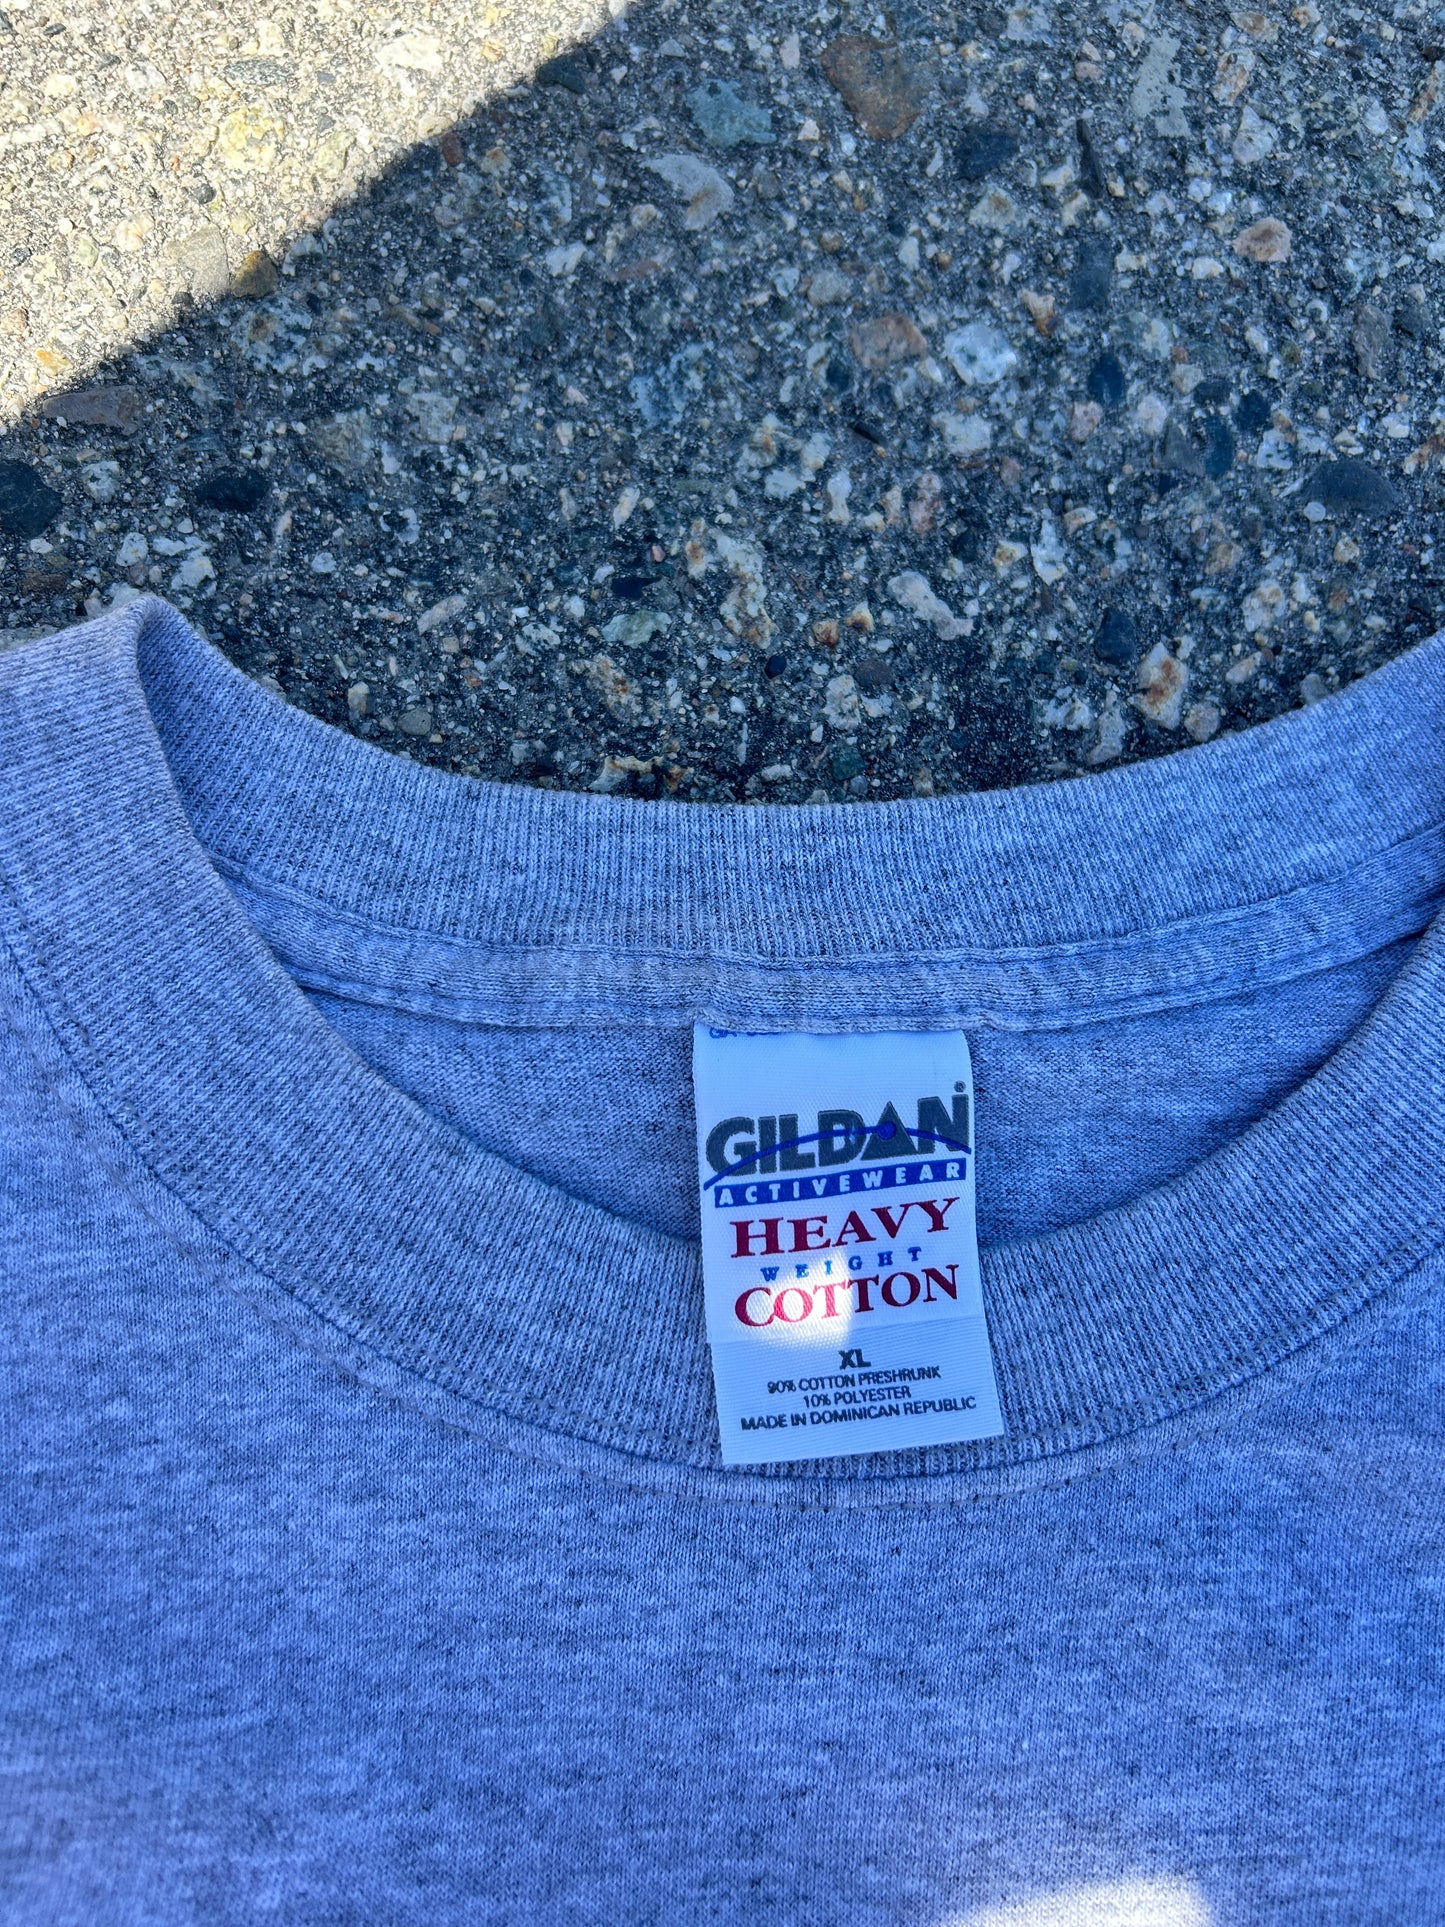 GILDAN®
ACTIVEWEAR
HEAVY
WEIGHT
COTTON
XL
90% COTTON PRESHRUNK
10% POLYESTER
MADE IN DOMINICAN REPUBLIC